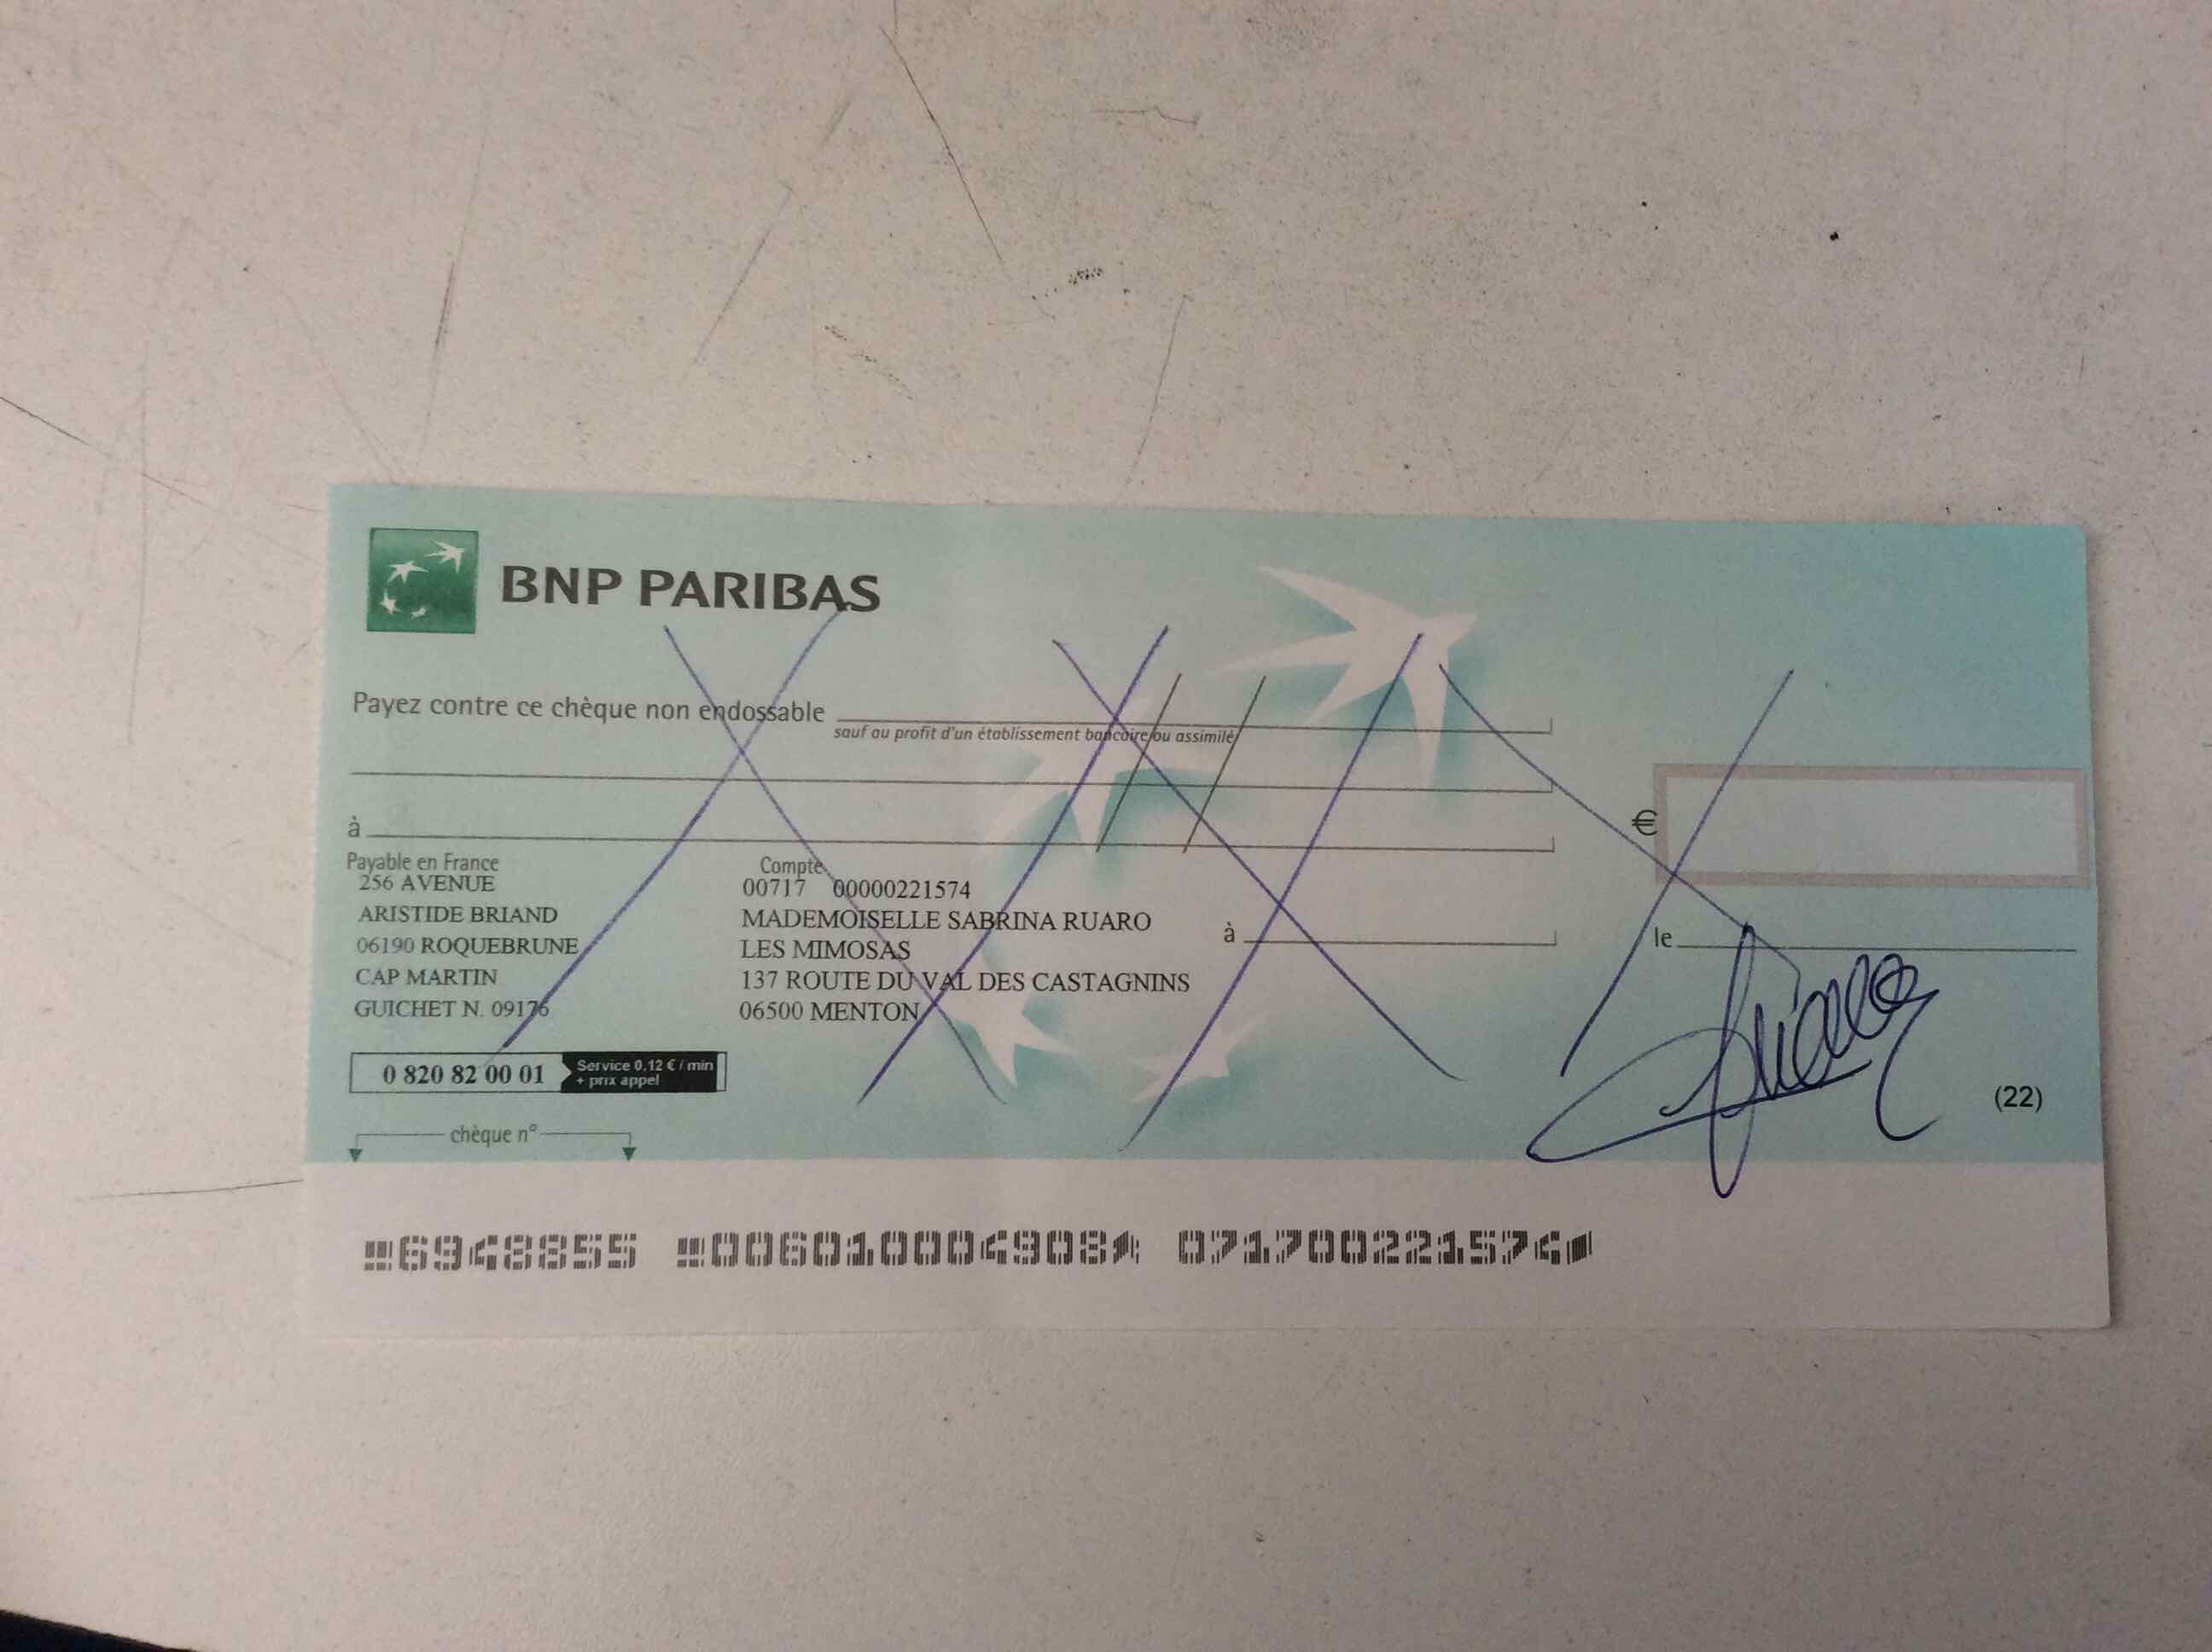 BNP PARIBAS
Payez contre ce chèque non endossable
sauf au profit d'un établissement bancaire ou assimilé
€
à
Payable en France
256 AVENUE
ARISTIDE BRIAND
06190 ROQUEBRUNE
CAP MARTIN
GUICHET N. 09176
Compte
00717 00000221574
MADEMOISELLE SABRINA RUARO
LES MIMOSAS
137 ROUTE DU VAL DES CASTAGNINS
06500 MENTON
à
le
0 820 82 00 01
Service 0,12 € / min
+ prix appel
(22)
chèque n°
6948855 006010004908 071700221574